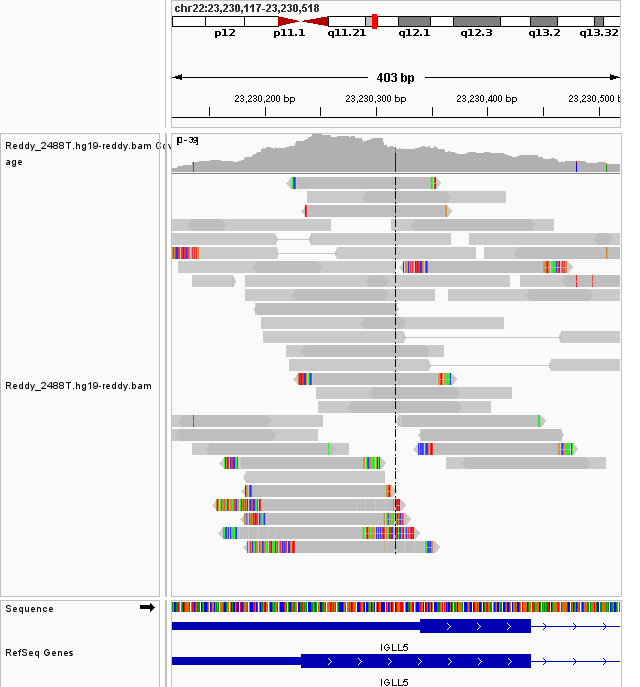 chr22:23,230,117-23,230,518
p12 p11.1 q11.21 q12.1 q12.3 q13.2 q13.32
403 bp
23,230,200 bp 23,230,300 bp 23,230,400 bp 23,230,500 b
Reddy_2488T.hg19-reddy.bam Cov
age
[0-39]
Reddy_2488T.hg19-reddy.bam
Sequence
IGLL5
RefSeq Genes
IGLL5